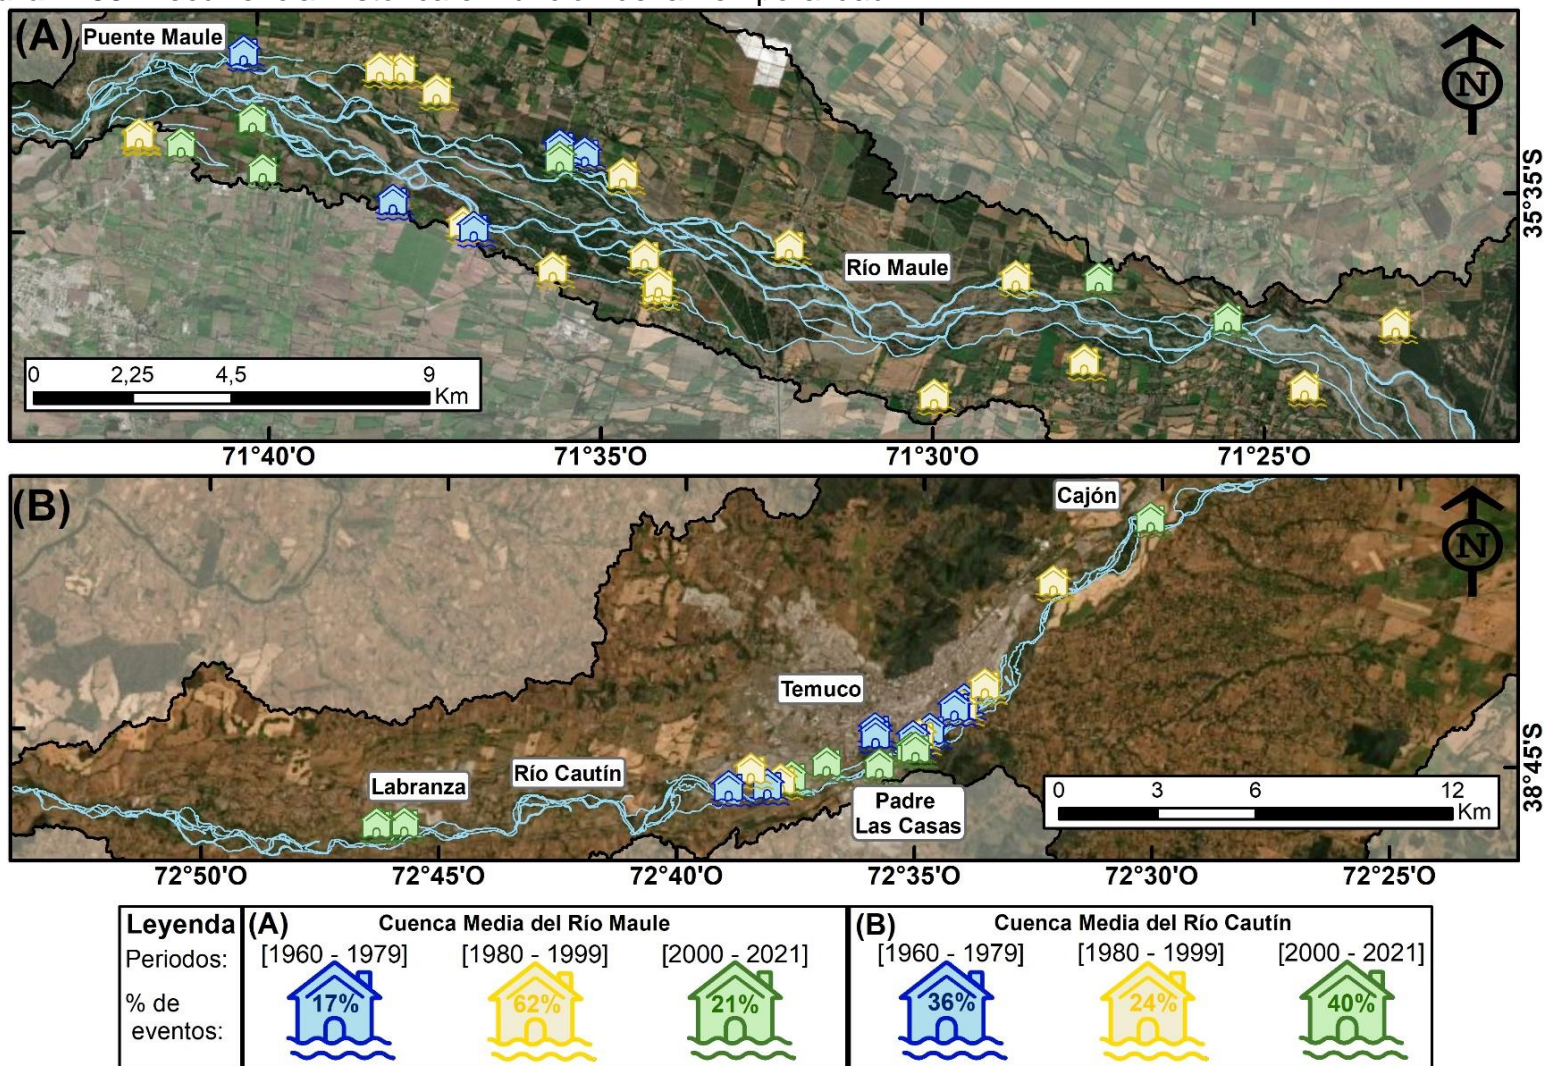 (A)
Puente Maule
N
35°35'S
Río Maule
0 2,25 4,5 9
Km
71°40'O 71°35'O 71°30'O 71°25'O
(B)
Cajón
N
Temuco
Río Cautín
Labranza
Padre
Las Casas
38°45'S
0 3 6 12
Km
72°50'O 72°45'O 72°40'O 72°35'O 72°30'O 72°25'O
Leyenda (A) Cuenca Media del Río Maule (B) Cuenca Media del Río Cautín
Periodos: [1960 - 1979] [1980 - 1999] [2000 - 2021] [1960 - 1979] [1980 - 1999] [2000 - 2021]
% de
eventos:
17% 62% 21% 36% 24% 40%